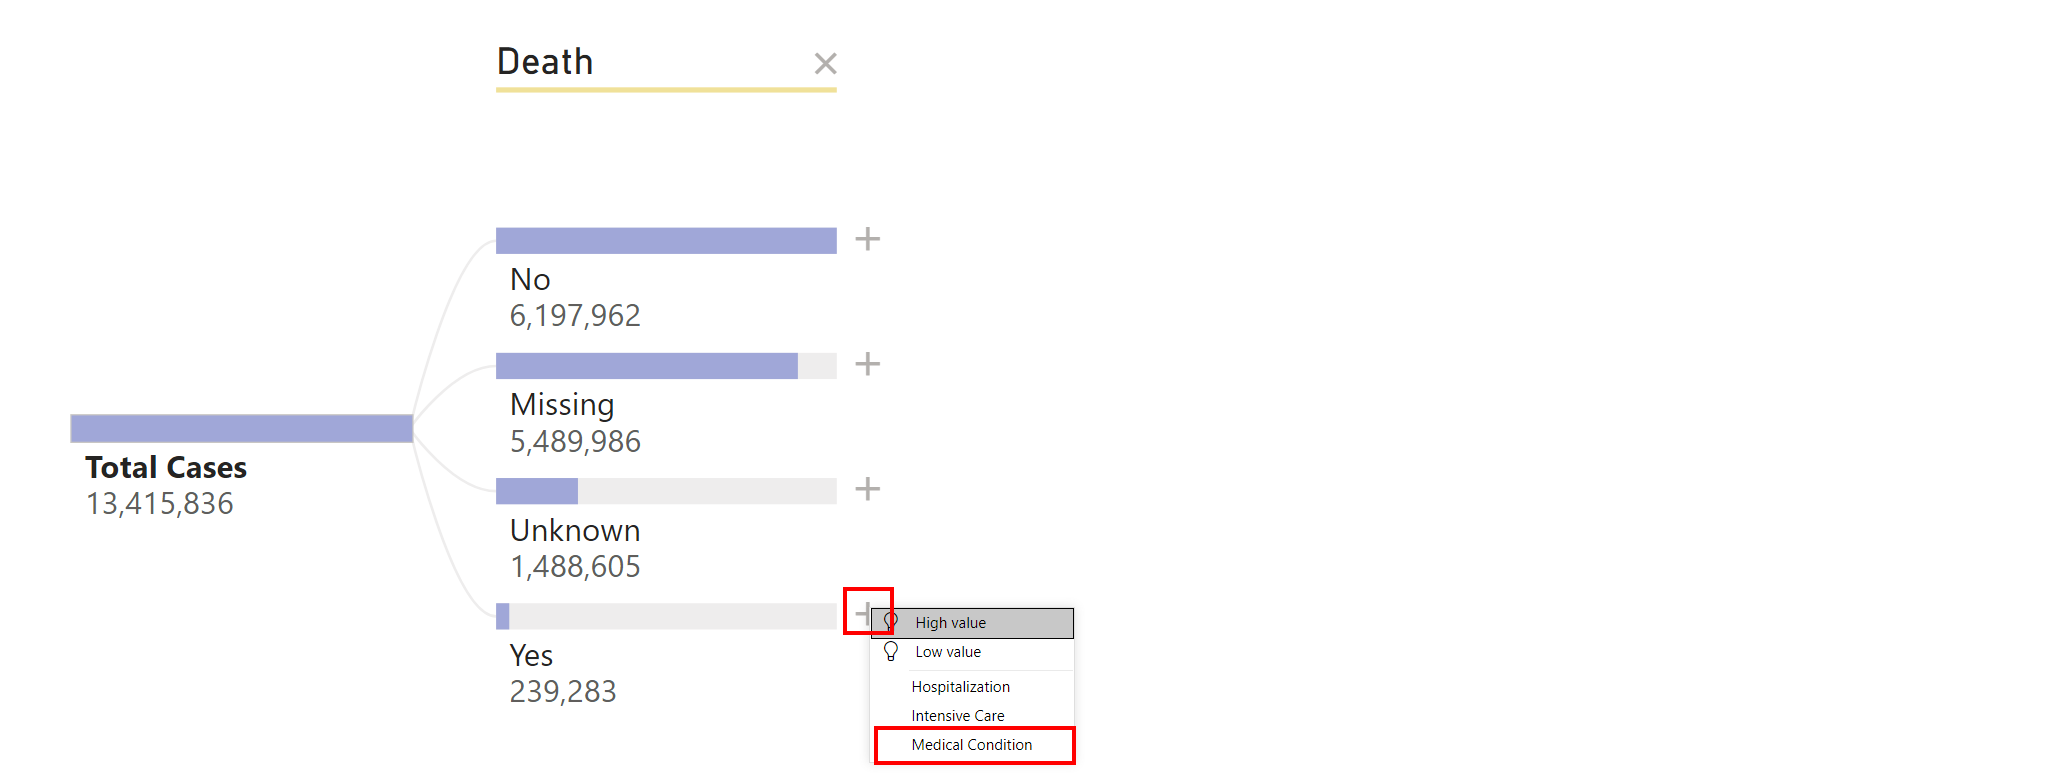 Death
No
6,197,962
Missing
5,489,986
Total Cases
13,415,836
Unknown
1,488,605
Yes
239,283
High value
Low value
Hospitalization
Intensive Care
Medical Condition